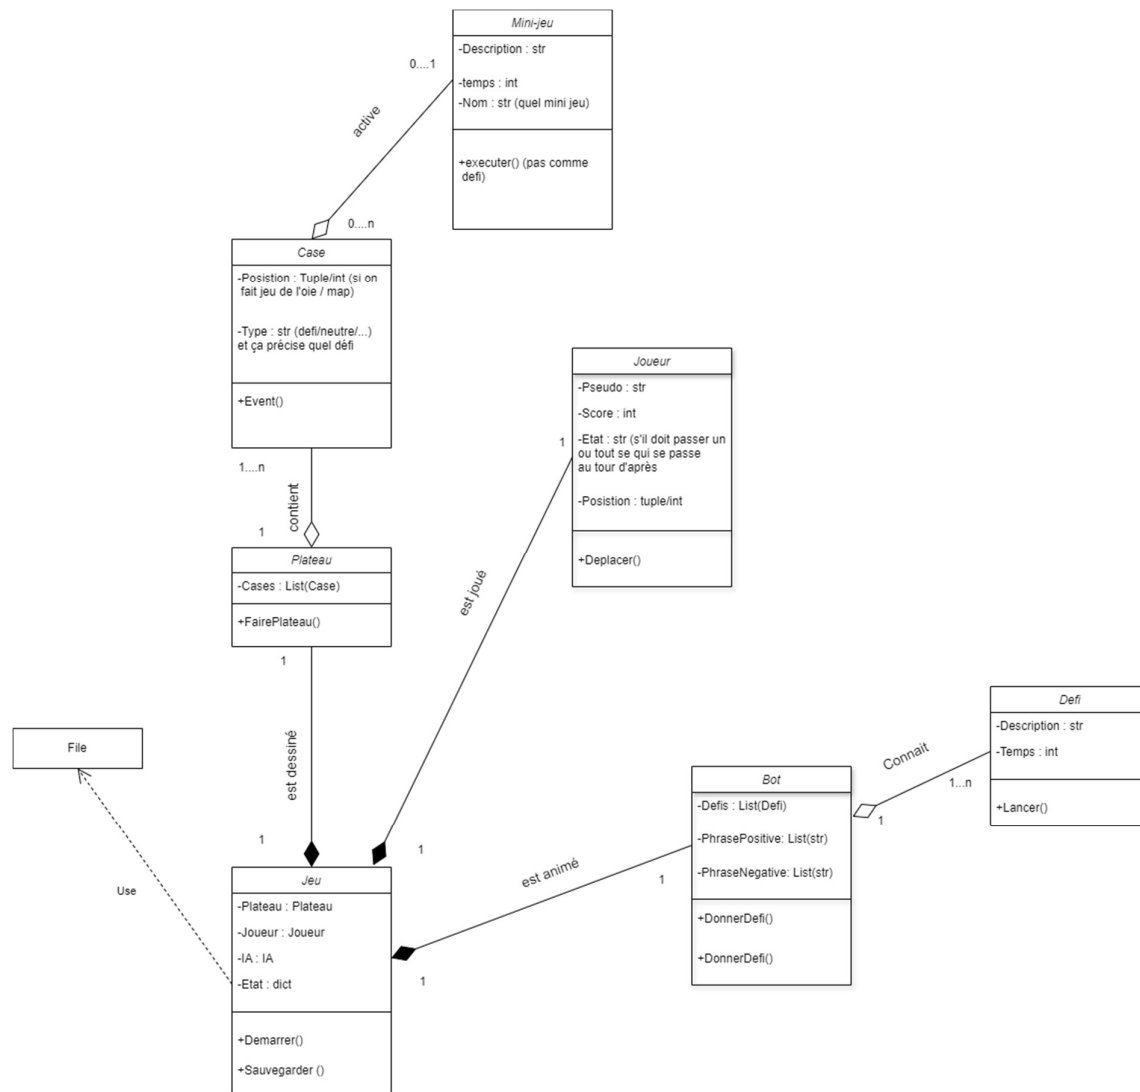 Mini-jeu
-Description : str
-temps : int
-Nom : str (quel mini jeu)
+executer() (pas comme
defi)
0....1
active
0....n
Case
-Posistion : Tuple/int (si on
fait jeu de l'oie / map)
-Type : str (defi/neutre/...)
et ça précise quel défi
+Event()
1....n
contient
1
Plateau
-Cases : List(Case)
+FairePlateau()
1
est dessiné
1
Joueur
-Pseudo : str
-Score : int
-Etat : str (s'il doit passer un
ou tout se qui se passe
au tour d'après
-Posistion : tuple/int
+Deplacer()
1
est joué
1
File
Use
Jeu
-Plateau : Plateau
-Joueur : Joueur
-IA : IA
-Etat : dict
+Demarrer()
+Sauvegarder ()
est animé
1
1
Bot
-Defis : List(Defi)
-PhrasePositive: List(str)
-PhraseNegative: List(str)
+DonnerDefi()
+DonnerDefi()
Connait
1
1...n
Defi
-Description : str
-Temps : int
+Lancer()